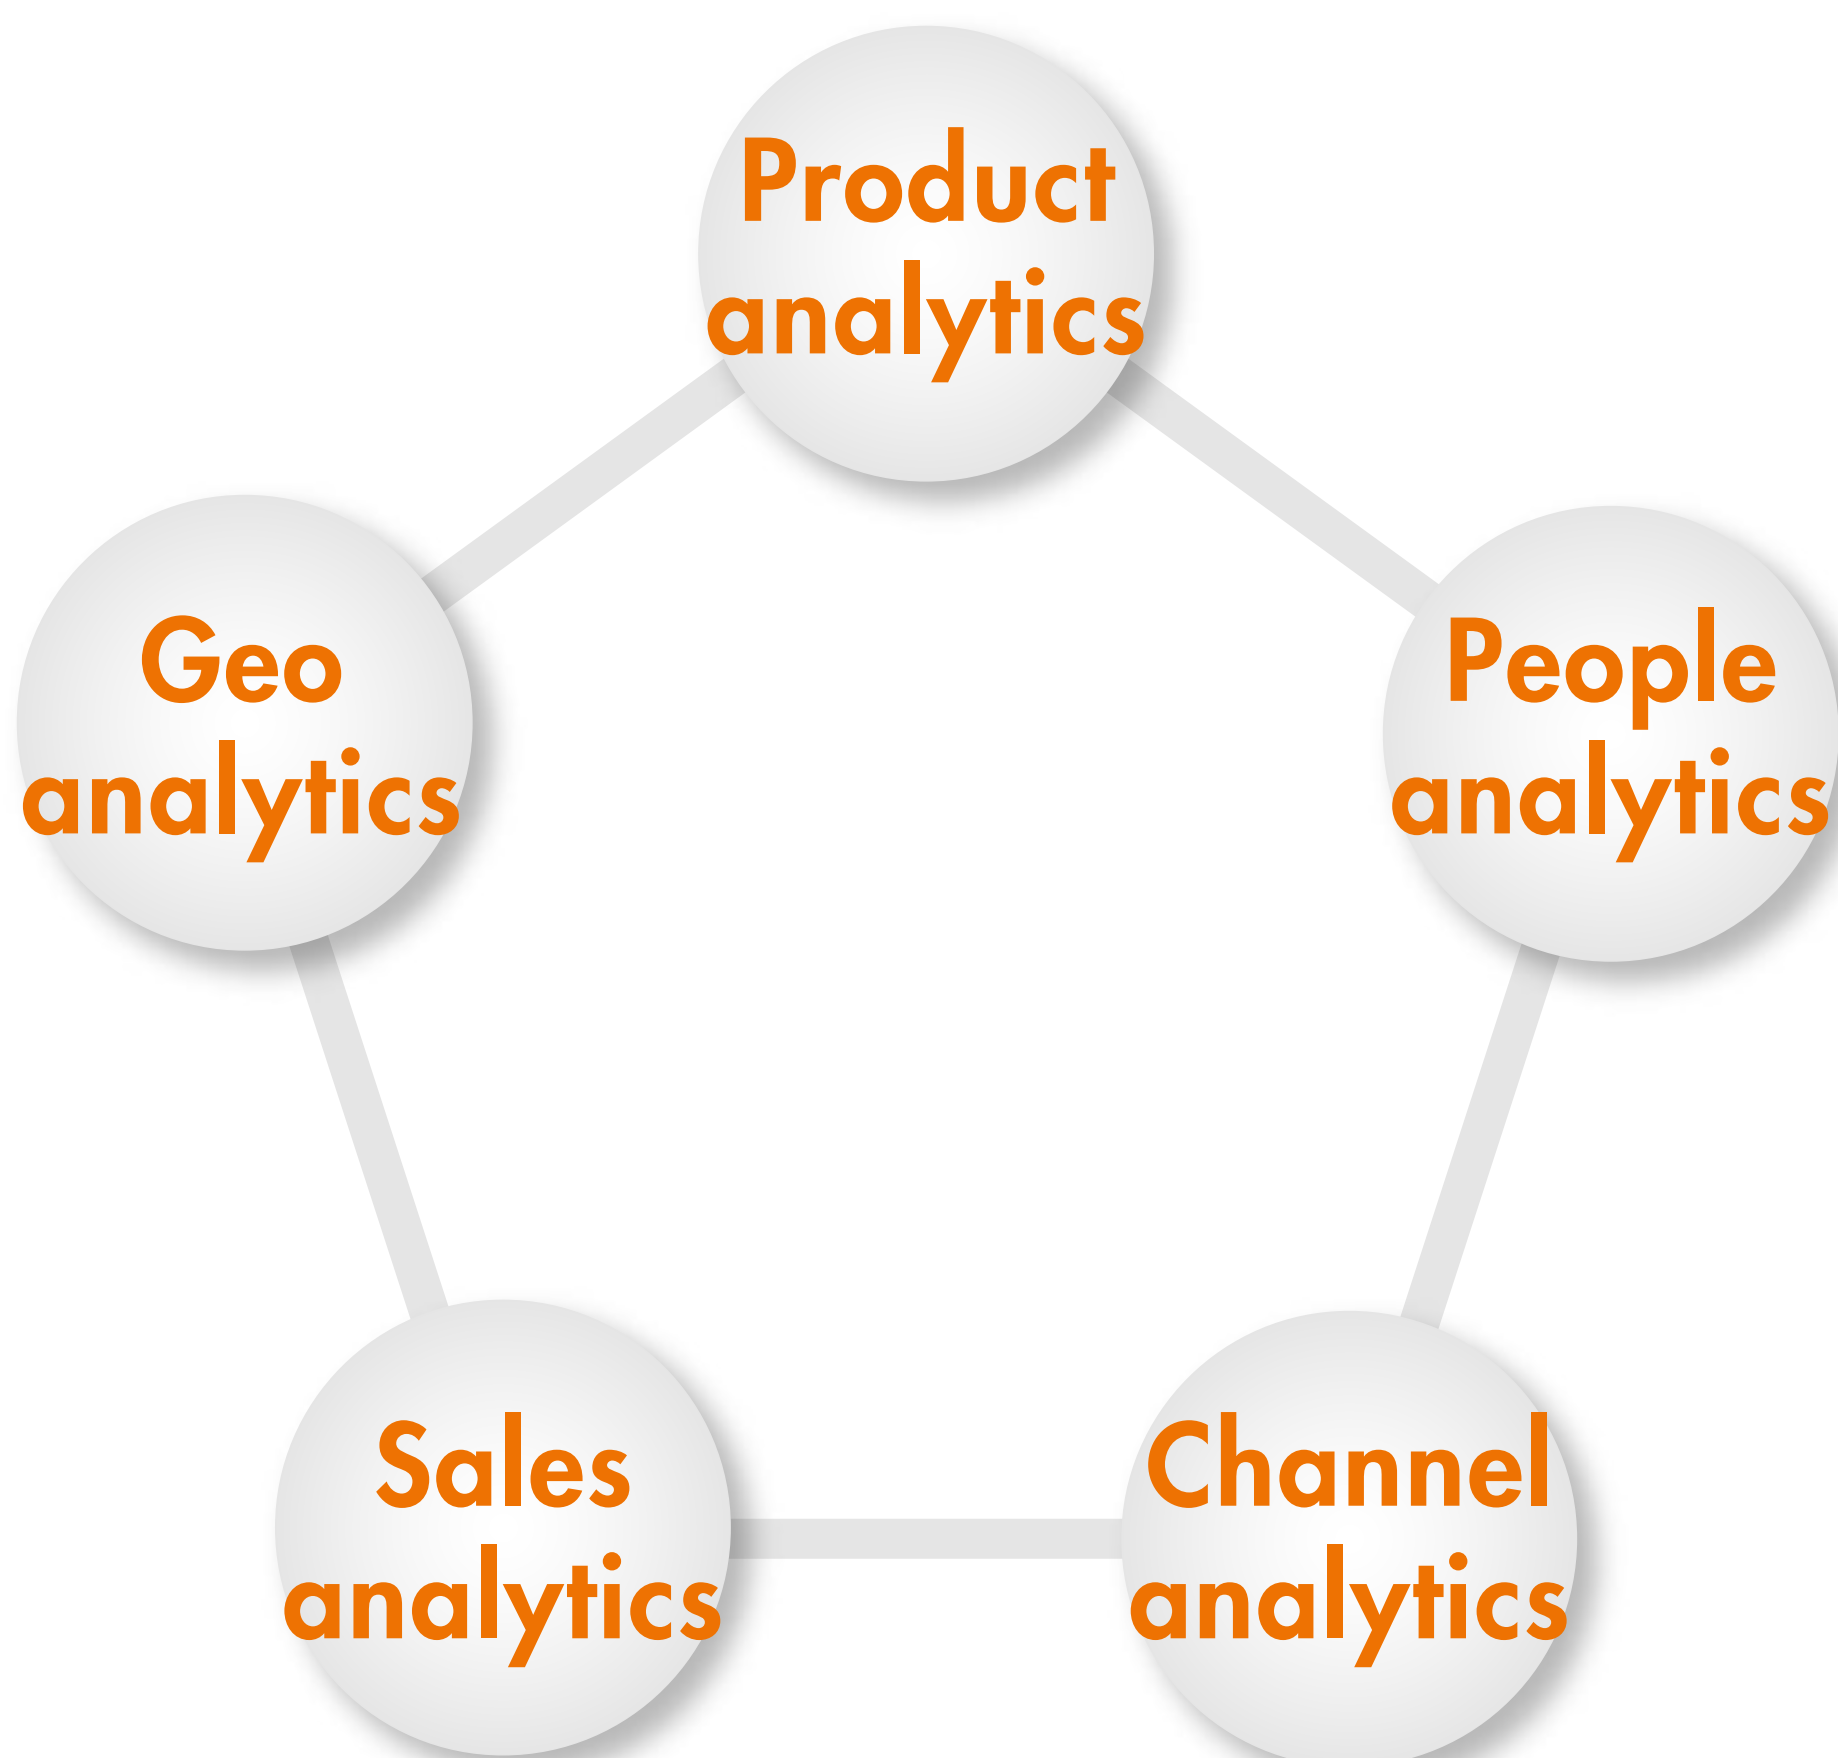 Product
analytics
Geo
analytics
People
analytics
Sales
analytics
Channel
analytics